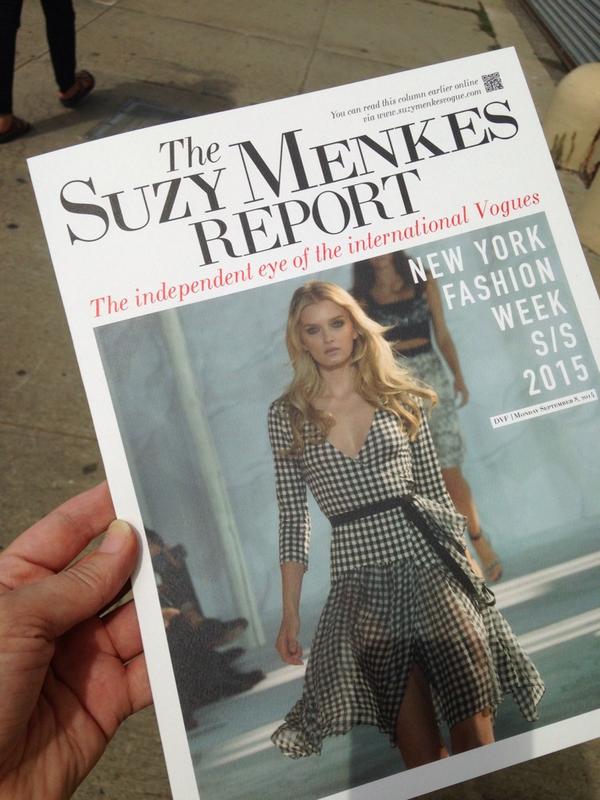 You can read this column earlier online
via www.suzymenkesvogue.com
The
SUZY MENKES
REPORT
The independent eye of the international Vogues
NEW YORK
FASHION
WEEK
S/S
2015
DVF | MONDAY SEPTEMBER 8, 2014